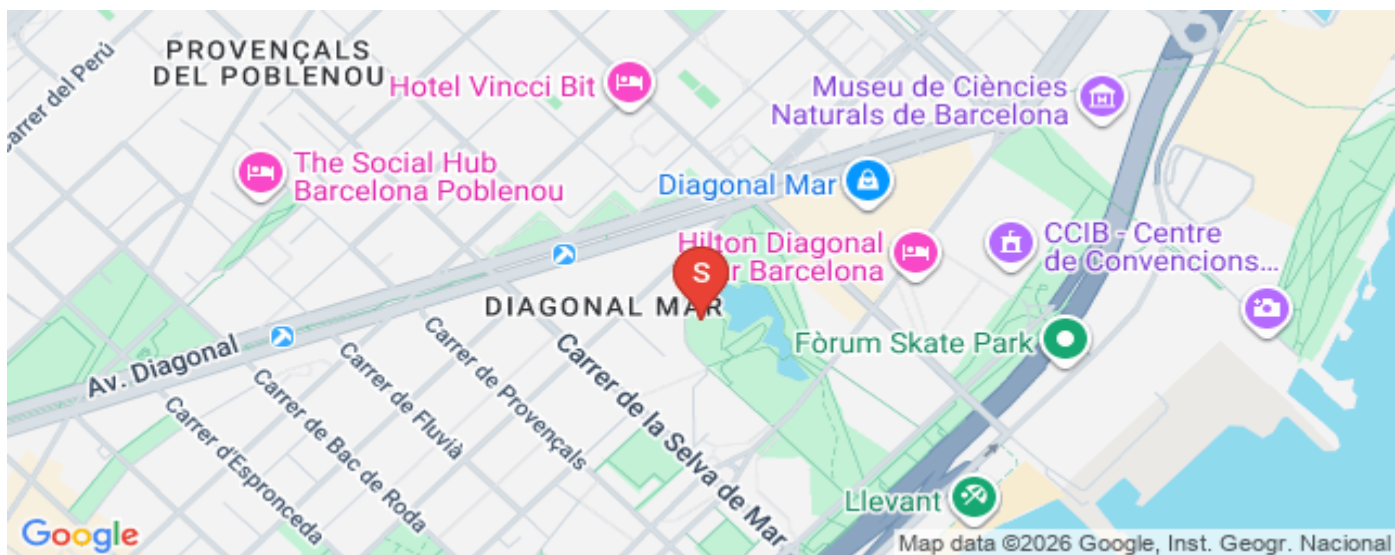 Carrer del Perú
PROVENÇALS
DEL POBLENOU
Hotel Vincci Bit
Museu de Ciències
Naturals de Barcelona
The Social Hub
Barcelona Poblenou
Diagonal Mar
Hilton Diagonal
Barcelona
S
CCIB - Centre
de Convencions...
DIAGONAL MAR
Fòrum Skate Park
Av. Diagonal
Carrer de la Selva de Mar
Carrer de Provençals
Carrer de Fluvià
Carrer de Bac de Roda
Carrer d'Espronceda
Llevant
Google
Map data ©2026 Google, Inst. Geogr. Nacional